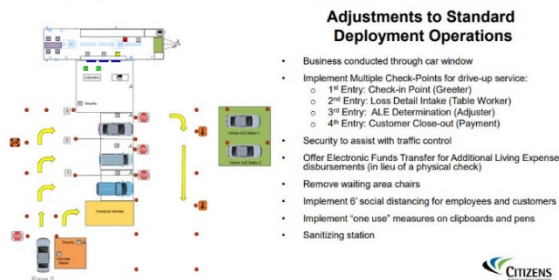 Adjustments to Standard
Deployment Operations
• Business conducted through car window
• Implement Multiple Check-Points for drive-up service:
o 1st Entry: Check-in Point (Greeter)
o 2nd Entry: Loss Detail Intake (Table Worker)
o 3rd Entry: ALE Determination (Adjuster)
o 4th Entry: Customer Close-out (Payment)
• Security to assist with traffic control
• Offer Electronic Funds Transfer for Additional Living Expense
disbursements (in lieu of a physical check)
• Remove waiting area chairs
• Implement 6' social distancing for employees and customers
• Implement "one use" measures on clipboards and pens
• Sanitizing station
Security
Security
CITIZENS